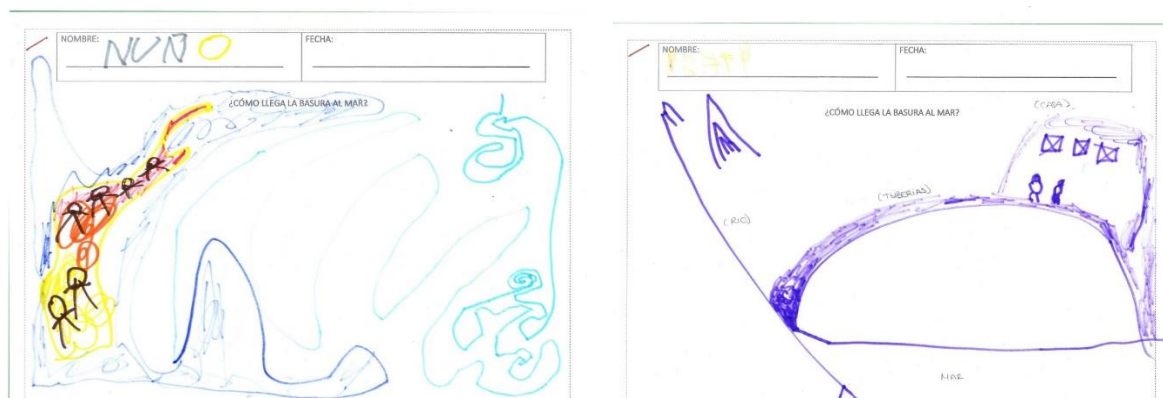 NOMBRE: NUNO
FECHA:
¿CÓMO LLEGA LA BASURA AL MAR?
NOMBRE:
FECHA:
¿CÓMO LLEGA LA BASURA AL MAR?
(CASA)
(TUBERÍAS)
(RIO)
MAR